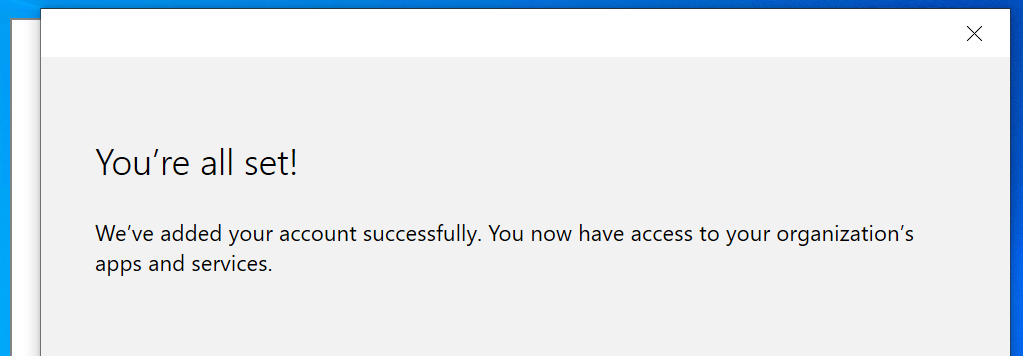 You’re all set!
We’ve added your account successfully. You now have access to your organization’s
apps and services.